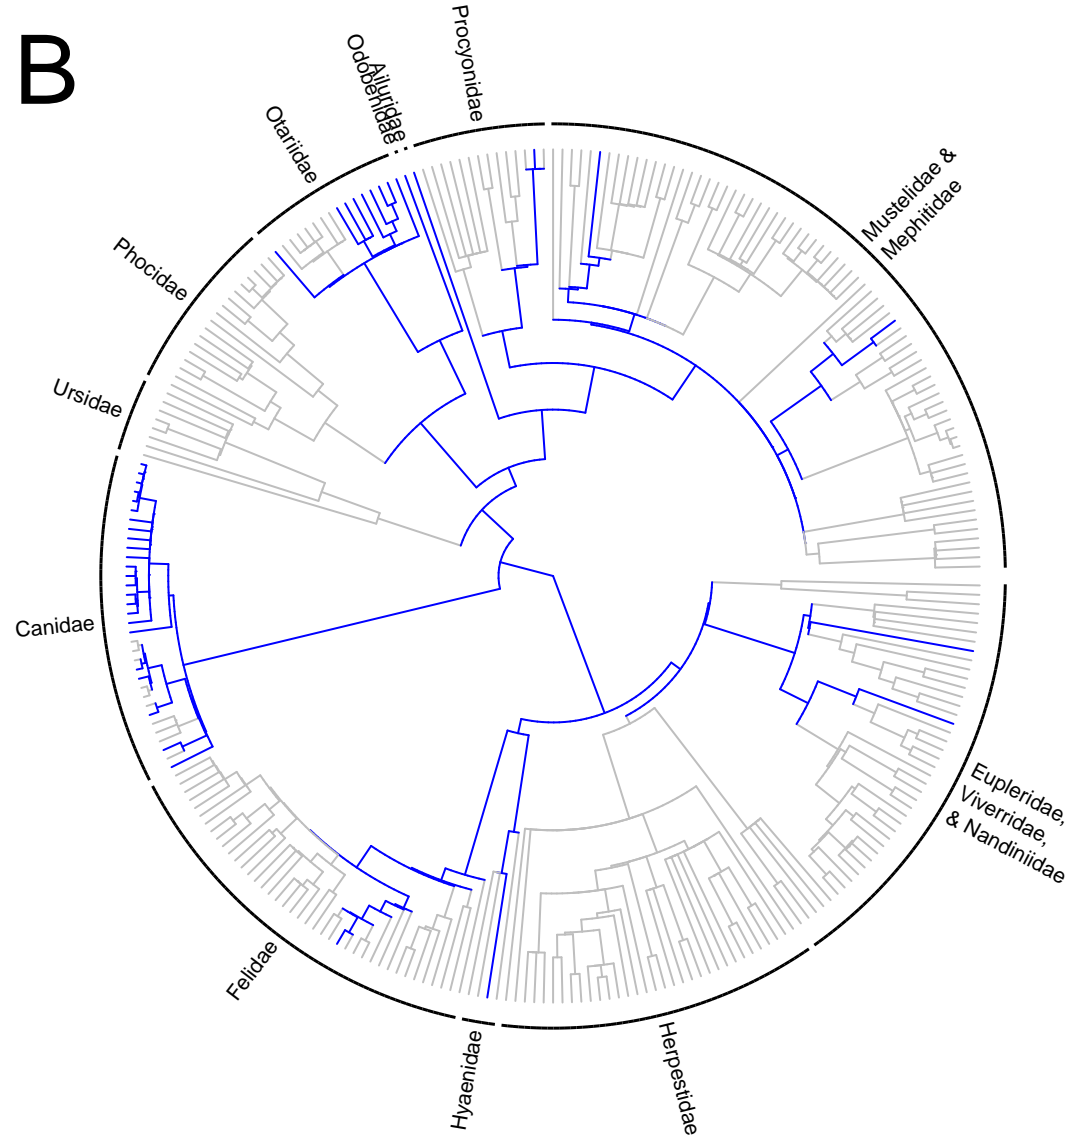 B
Procyonidae
Ailuridae
Odobenidae
Otariidae
Phocidae
Ursidae
Canidae
Felidae
Hyaenidae
Herpestidae
Eupleridae,
Viverridae,
& Nandiniidae
Mustelidae &
Mephitidae